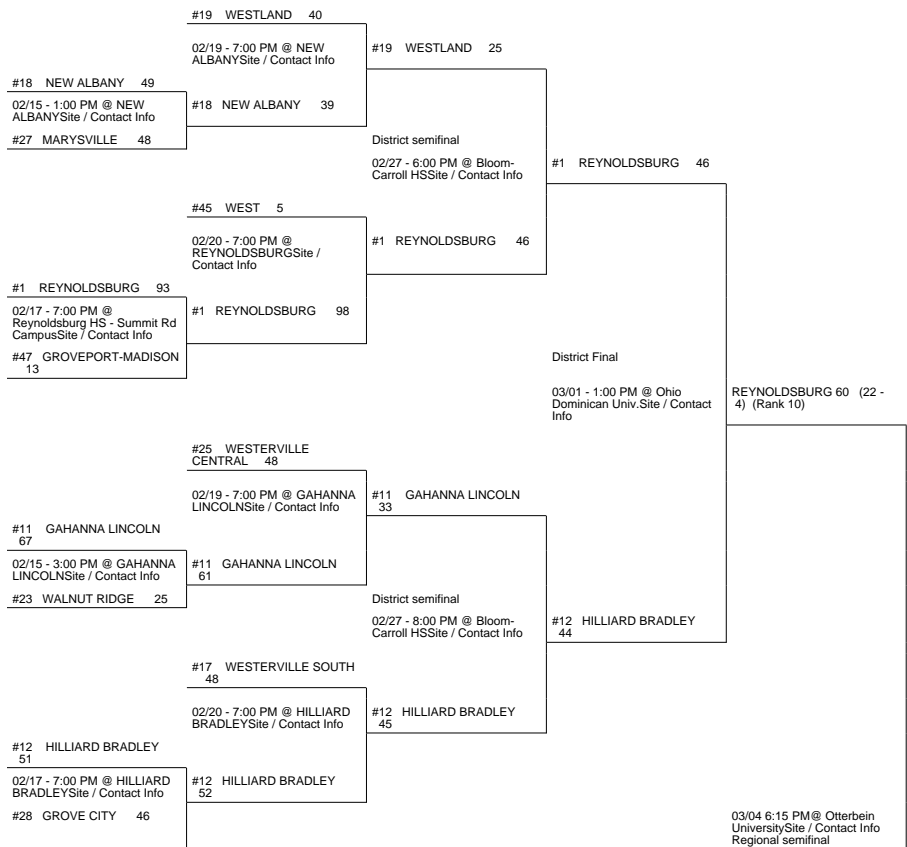 #19 WESTLAND 40
02/19 - 7:00 PM @ NEW
ALBANYSite / Contact Info
#19 WESTLAND 25
#18 NEW ALBANY 49
02/15 - 1:00 PM @ NEW
ALBANYSite / Contact Info
#27 MARYSVILLE 48
#18 NEW ALBANY 39
District semifinal
02/27 - 6:00 PM @ Bloom-
Carroll HSSite / Contact Info
#1 REYNOLDSBURG 46
#45 WEST 5
02/20 - 7:00 PM @
REYNOLDSBURGSite /
Contact Info
#1 REYNOLDSBURG 46
#1 REYNOLDSBURG 93
02/17 - 7:00 PM @
Reynoldsburg HS - Summit Rd
CampusSite / Contact Info
#47 GROVEPORT-MADISON
13
#1 REYNOLDSBURG 98
District Final
03/01 - 1:00 PM @ Ohio
Dominican Univ.Site / Contact
Info
REYNOLDSBURG 60 (22 -
4) (Rank 10)
#25 WESTERVILLE
CENTRAL 48
02/19 - 7:00 PM @ GAHANNA
LINCOLNSite / Contact Info
#11 GAHANNA LINCOLN
33
#11 GAHANNA LINCOLN
67
02/15 - 3:00 PM @ GAHANNA
LINCOLNSite / Contact Info
#23 WALNUT RIDGE 25
#11 GAHANNA LINCOLN
61
District semifinal
02/27 - 8:00 PM @ Bloom-
Carroll HSSite / Contact Info
#12 HILLIARD BRADLEY
44
#17 WESTERVILLE SOUTH
48
02/20 - 7:00 PM @ HILLIARD
BRADLEYSite / Contact Info
#12 HILLIARD BRADLEY
45
#12 HILLIARD BRADLEY
51
02/17 - 7:00 PM @ HILLIARD
BRADLEYSite / Contact Info
#28 GROVE CITY 46
#12 HILLIARD BRADLEY
52
03/04 6:15 PM@ Otterbein
UniversitySite / Contact Info
Regional semifinal